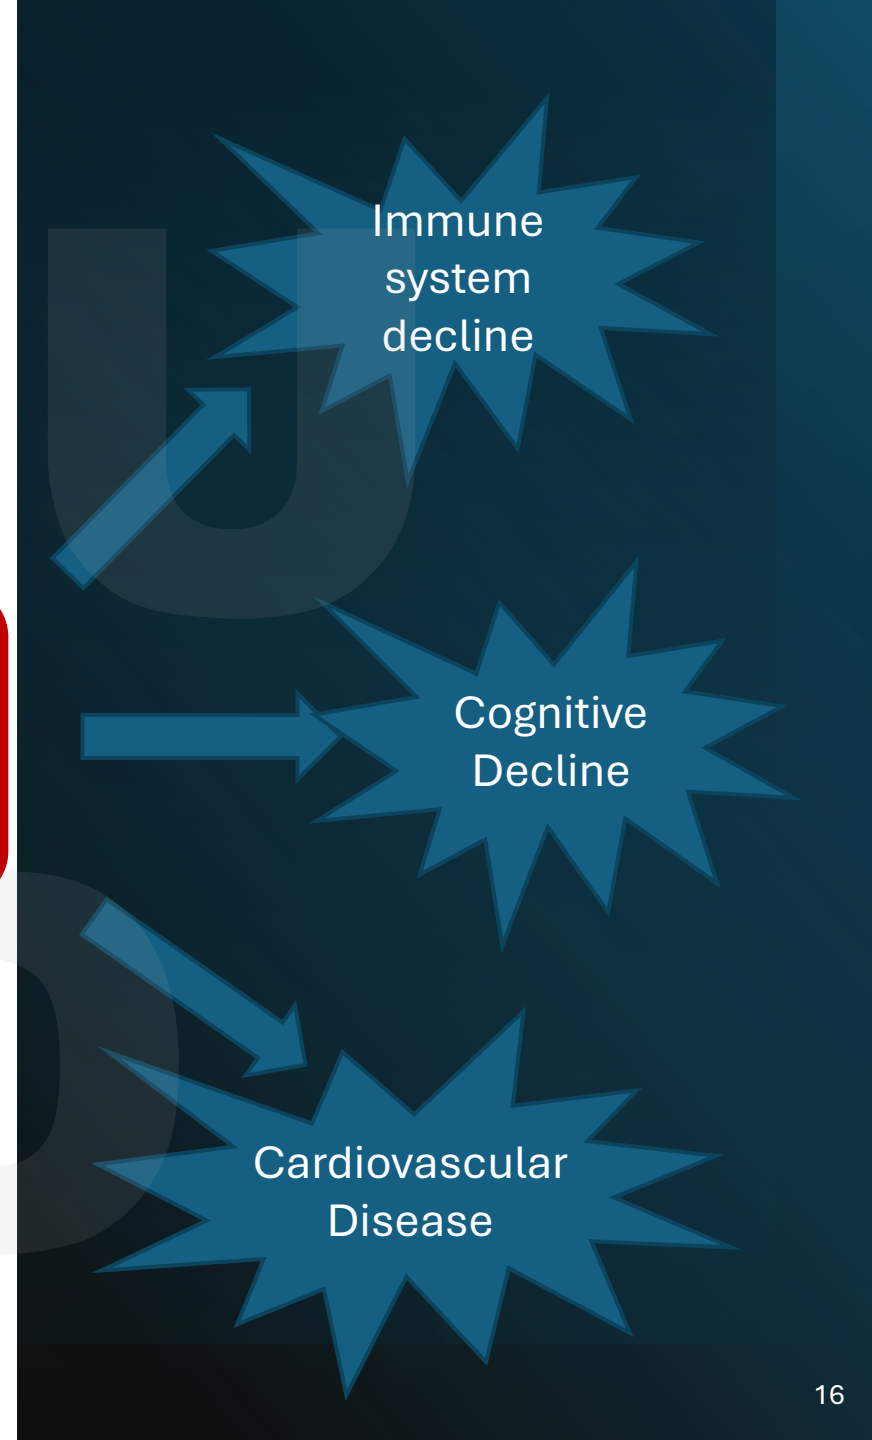 Immune
system
decline
Cognitive
Decline
Cardiovascular
Disease
16